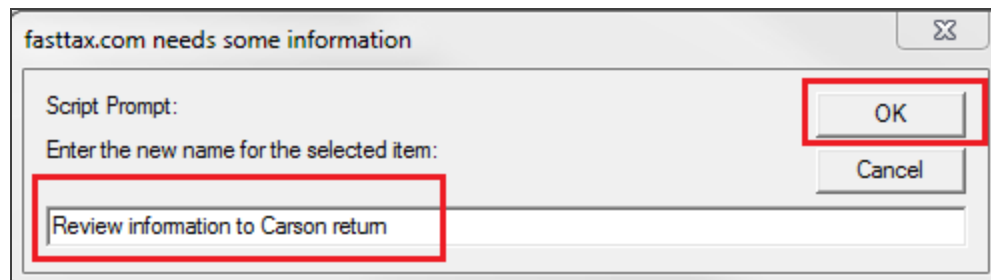 fasttax.com needs some information
Script Prompt:
OK
Enter the new name for the selected item:
Cancel
Review information to Carson return